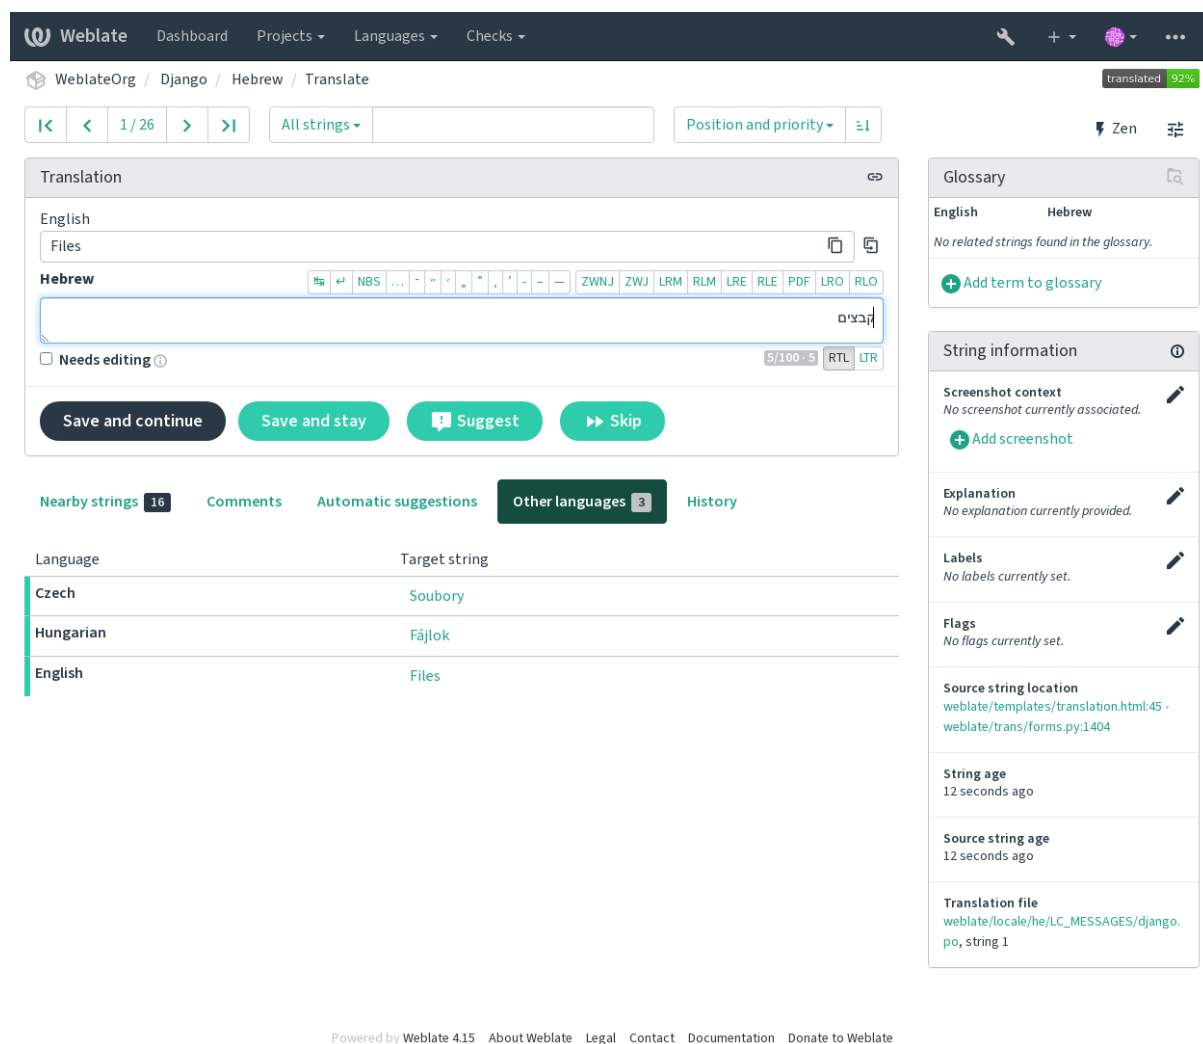 Weblate Dashboard Projects Languages Checks
WeblateOrg / Django / Hebrew / Translate
translated 92%
1 / 26
All strings
Position and priority
Zen
Translation
English
Files
Hebrew
NBS … ־ ״ ׳ „ ” ‚ ’ - – — ZWNJ ZWJ LRM RLM LRE RLE PDF LRO RLO
קבצים
Needs editing
5/100 · 5
RTL LTR
Save and continue
Save and stay
Suggest
Skip
Nearby strings 16
Comments
Automatic suggestions
Other languages 3
History
Language Target string
Czech Soubory
Hungarian Fájlok
English Files
Glossary
English Hebrew
No related strings found in the glossary.
Add term to glossary
String information
Screenshot context
No screenshot currently associated.
Add screenshot
Explanation
No explanation currently provided.
Labels
No labels currently set.
Flags
No flags currently set.
Source string location
weblate/templates/translation.html:45 -
weblate/trans/forms.py:1404
String age
12 seconds ago
Source string age
12 seconds ago
Translation file
weblate/locale/he/LC_MESSAGES/django.
po, string 1
Powered by Weblate 4.15 About Weblate Legal Contact Documentation Donate to Weblate